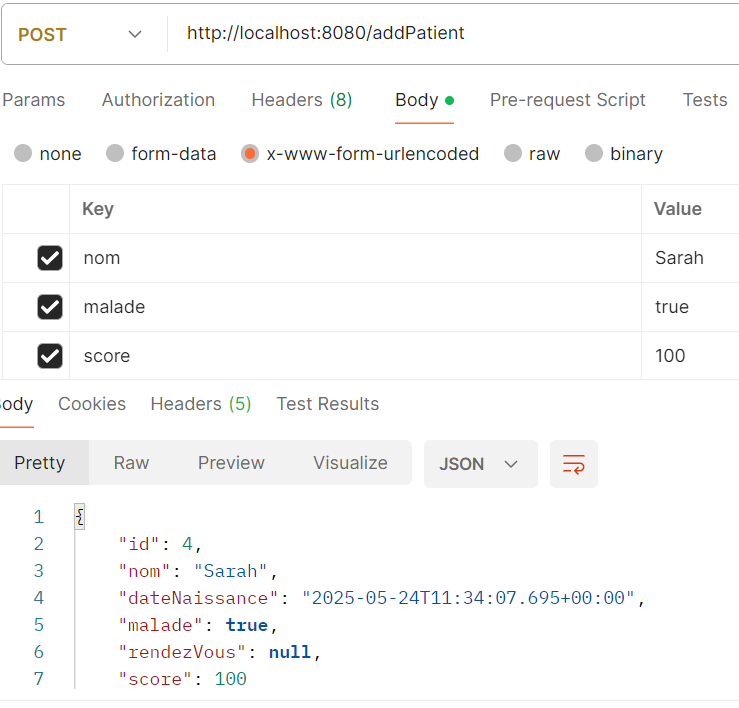 POST http://localhost:8080/addPatient
Params Authorization Headers (8) Body Pre-request Script Tests
none form-data x-www-form-urlencoded raw binary
Key Value
nom Sarah
malade true
score 100
ody Cookies Headers (5) Test Results
Pretty Raw Preview Visualize JSON
1 {
2 "id": 4,
3 "nom": "Sarah",
4 "dateNaissance": "2025-05-24T11:34:07.695+00:00",
5 "malade": true,
6 "rendezVous": null,
7 "score": 100